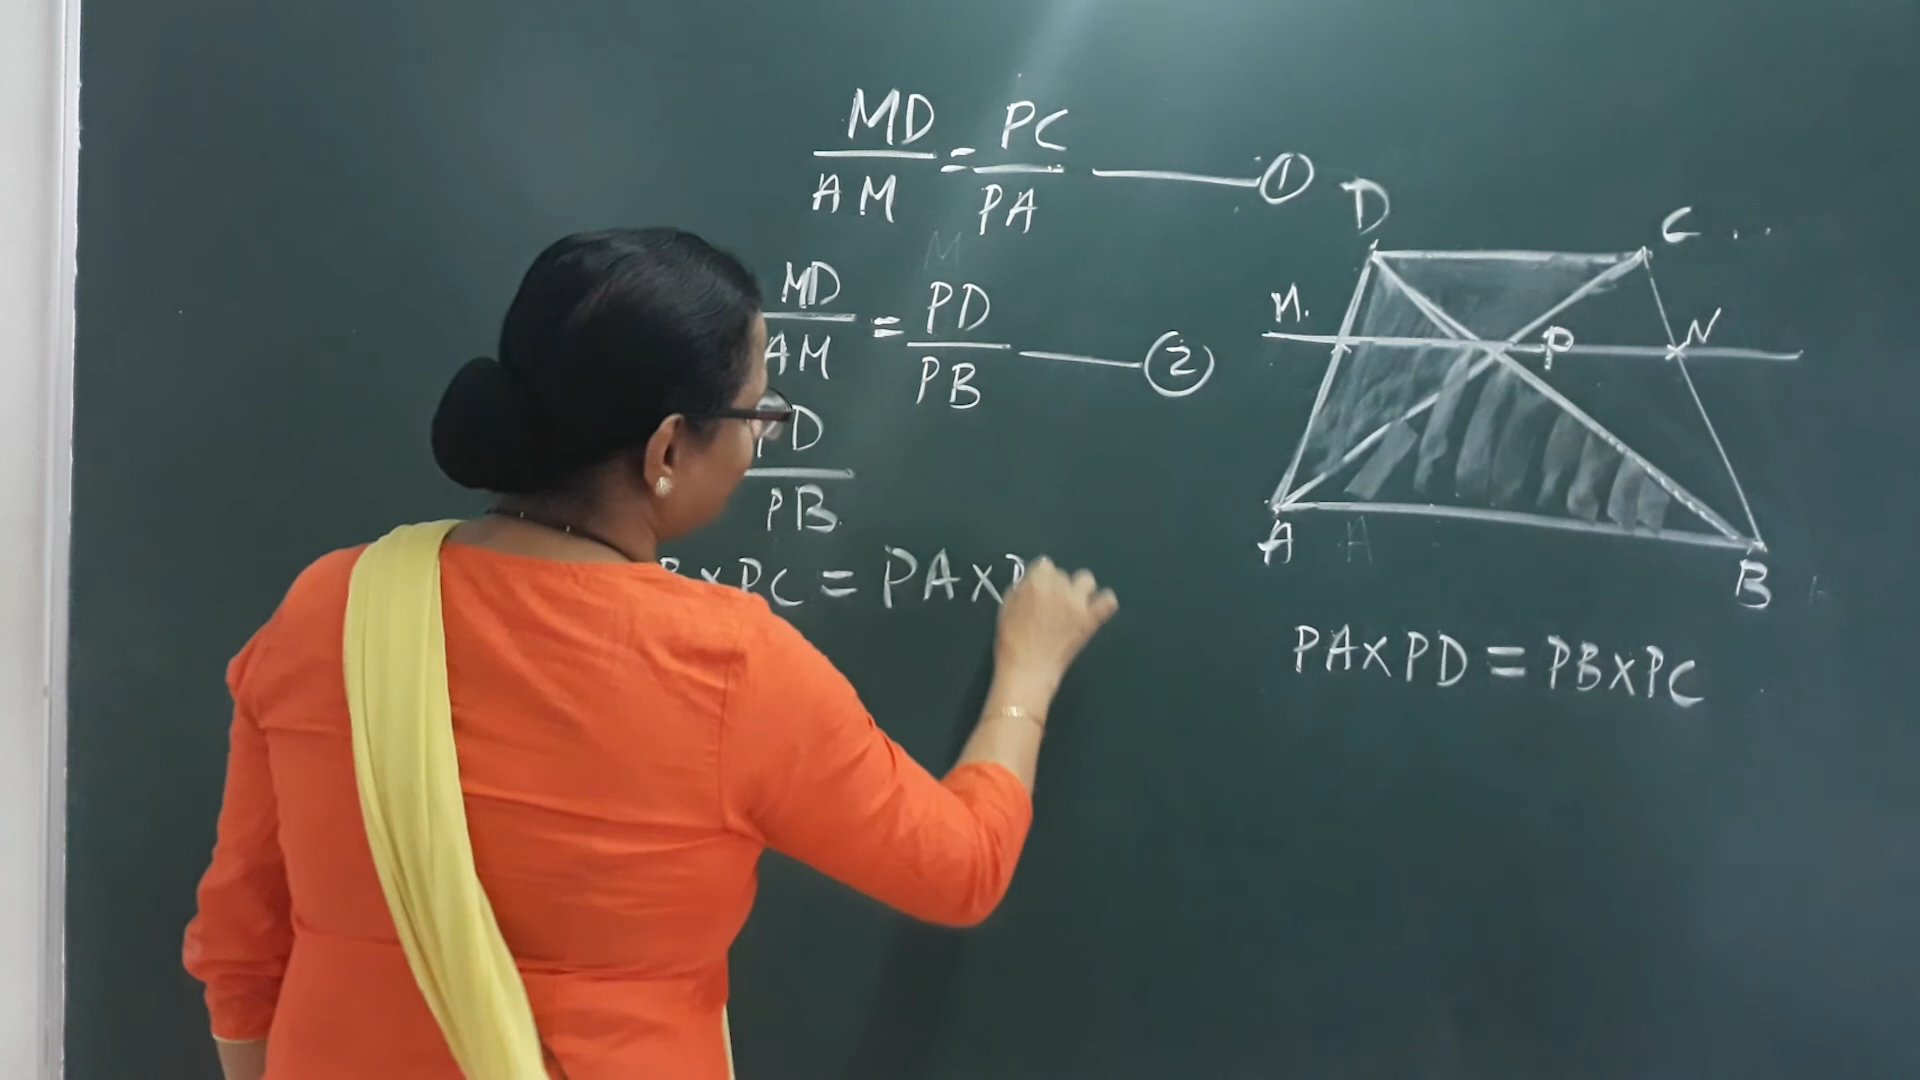 MD/AM = PC/PA ——— ①
MD/AM = PD/PB ——— ②
PD/PB
PC = PA×
D
C
M
P
N
A
B
PA×PD = PB×PC